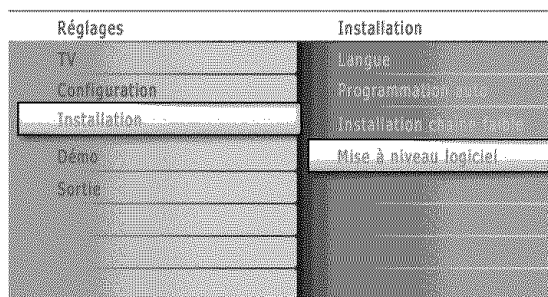 Réglages
TV
Configuration
Installation
Démo
Sortie
Installation
Langue
Programmation auto.
Installation chaîne faible
Mise à niveau logiciel